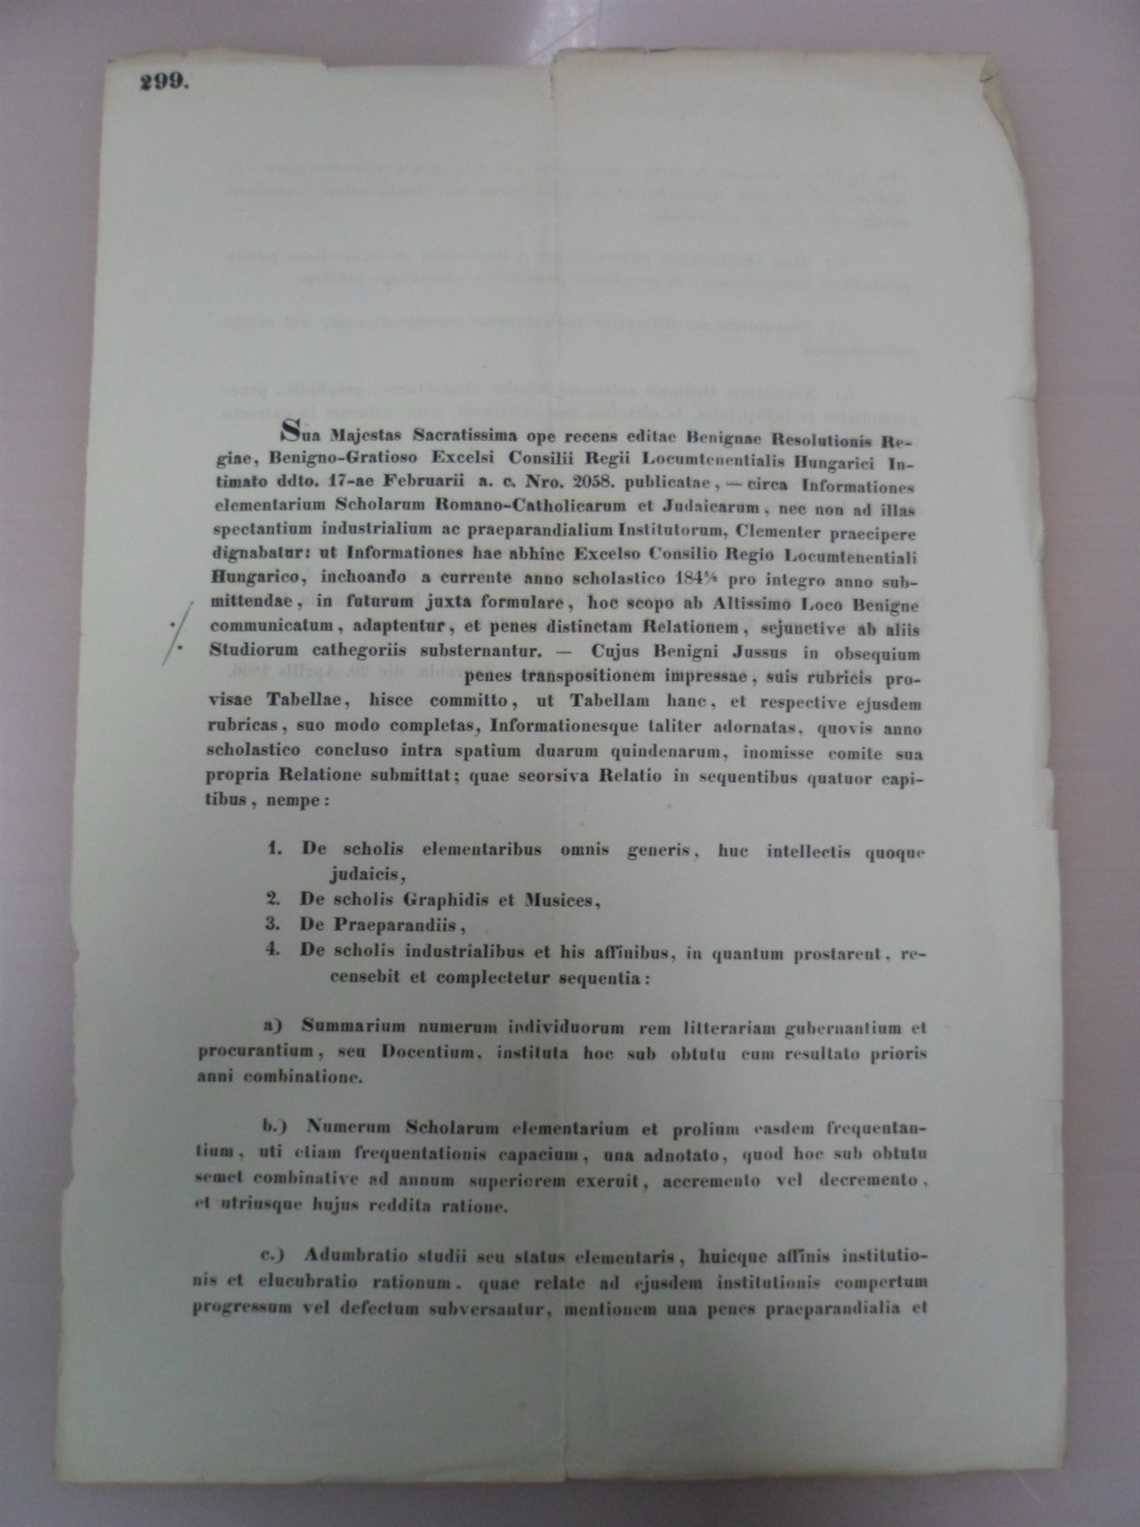 299.
Sua Majestas Sacratissima ope recens editae Benignae Resolutionis Re-
giae, Benigno-Gratioso Excelsi Consilii Regii Locumtenentialis Hungarici In-
timato ddto. 17-ae Februarii a. c. Nro. 2058. publicatae, — circa Informationes
elementarium Scholarum Romano-Catholicarum et Judaicarum, nec non ad illas
spectantium industrialium ac praeparandialium Institutorum, Clementer praecipere
dignabatur: ut Informationes hae abhinc Excelso Consilio Regio Locumtenentiali
Hungarico, inchoando a currente anno scholastico 184⅚ pro integro anno sub-
mittendae, in futurum juxta formulare, hoc scopo ab Altissimo Loco Benigne
communicatum, adaptentur, et penes distinctam Relationem, sejunctive ab aliis
Studiorum cathegoriis substernantur. — Cujus Benigni Jussus in obsequium
penes transpositionem impressae, suis rubricis pro-
visae Tabellae, hisce committo, ut Tabellam hanc, et respective ejusdem
rubricas, suo modo completas, Informationesque taliter adornatas, quovis anno
scholastico concluso intra spatium duarum quindenarum, inomisse comite sua
propria Relatione submittat; quae seorsiva Relatio in sequentibus quatuor capi-
tibus, nempe:
1. De scholis elementaribus omnis generis, huc intellectis quoque
judaicis,
2. De scholis Graphidis et Musices,
3. De Praeparandiis,
4. De scholis industrialibus et his affinibus, in quantum prostarent, re-
censebit et complectetur sequentia:
a) Summarium numerum individuorum rem litterariam gubernantium et
procurantium, seu Docentium, instituta hoc sub obtutu cum resultato prioris
anni combinatione.
b.) Numerum Scholarum elementarium et prolium easdem frequentan-
tium, uti etiam frequentationis capacium, una adnotato, quod hoc sub obtutu
semet combinative ad annum superiorem exeruit, accremento vel decremento,
et utriusque hujus reddita ratione.
c.) Adumbratio studii seu status elementaris, huicque affinis institutio-
nis et elucubratio rationum, quae relate ad ejusdem institutionis compertum
progressum vel defectum subversantur, mentionem una penes praeparandialia et